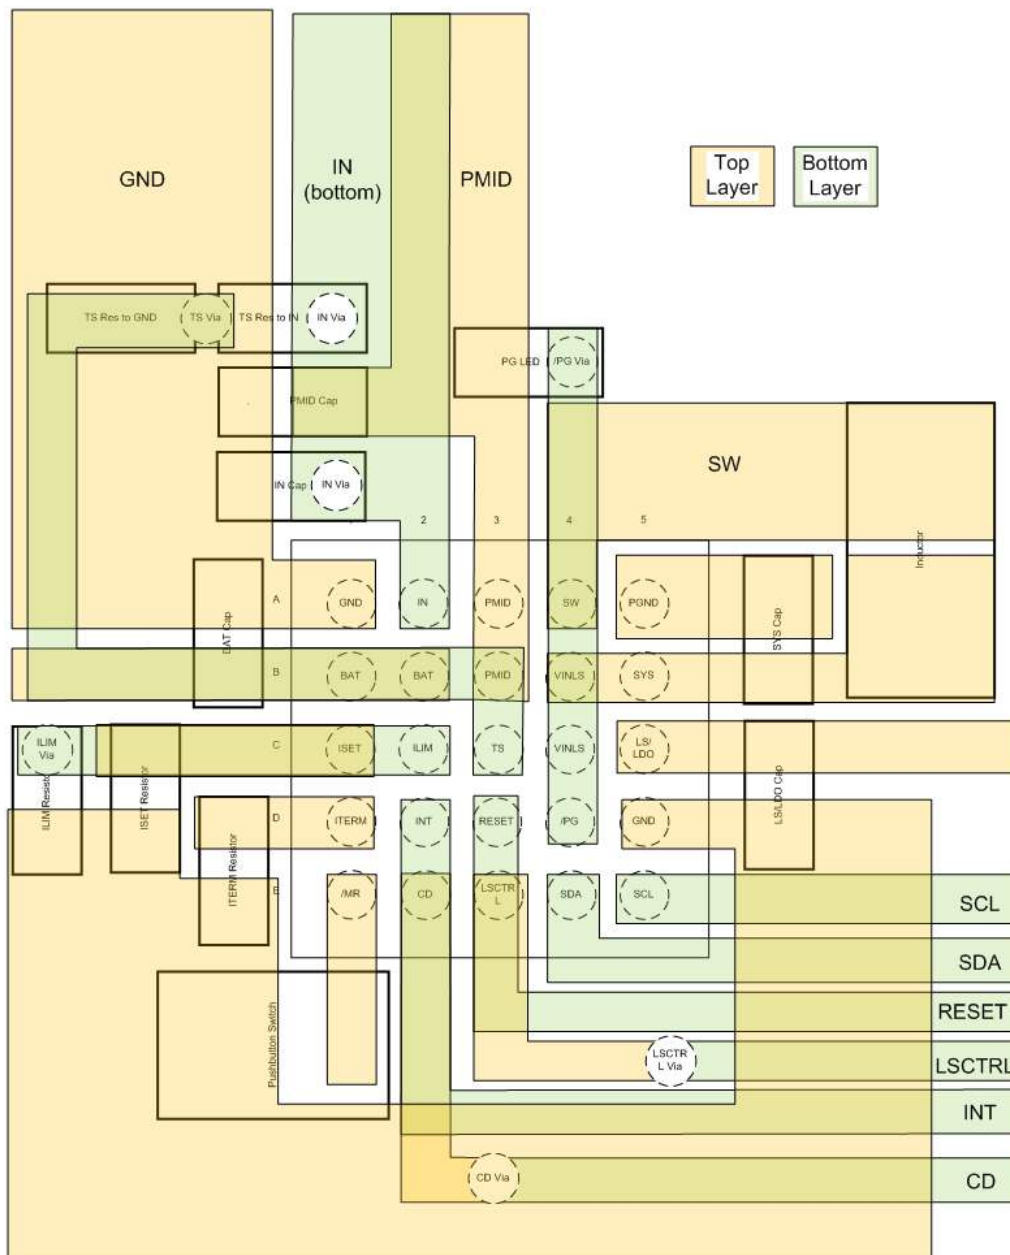 Top
Layer
Bottom
Layer
GND
IN
(bottom)
PMID
TS Res to GND
TS Via
TS Res to IN
IN Via
PG LED
/PG Via
PMID Cap
SW
IN Cap
IN Via
2
3
4
5
Inductor
A
GND
IN
PMID
SW
PGND
SYS Cap
B
BAT
BAT
PMID
VINLS
SYS
ILIM
Via
C
ISET
ILIM
TS
VINLS
LS/
LDO
ILIM Resistor
ISET Resistor
LS/LDO Cap
D
ITERM
INT
RESET
/PG
GND
ITERM Resistor
E
/MR
CD
LSCTR
L
SDA
SCL
SCL
SDA
RESET
Pushbutton Switch
LSCTR
L Via
LSCTRL
INT
CD Via
CD